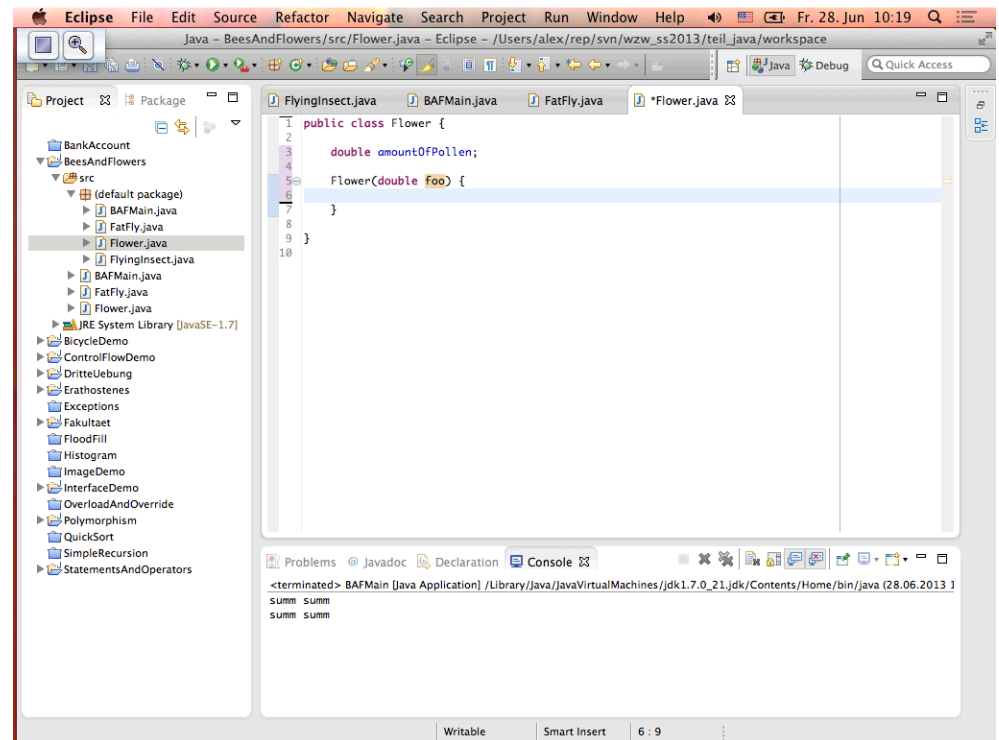 Eclipse File Edit Source Refactor Navigate Search Project Run Window Help Fr. 28. Jun 10:19
Java – BeesAndFlowers/src/Flower.java – Eclipse – /Users/alex/rep/svn/wzw_ss2013/teil_java/workspace
Java Debug Quick Access
Project Package
BankAccount
BeesAndFlowers
src
(default package)
BAFMain.java
FatFly.java
Flower.java
FlyingInsect.java
BAFMain.java
FatFly.java
Flower.java
JRE System Library [JavaSE-1.7]
BicycleDemo
ControlFlowDemo
DritteUebung
Erathostenes
Exceptions
Fakultaet
FloodFill
Histogram
ImageDemo
InterfaceDemo
OverloadAndOverride
Polymorphism
QuickSort
SimpleRecursion
StatementsAndOperators
FlyingInsect.java BAFMain.java FatFly.java *Flower.java
1 public class Flower {
2
3 double amountOfPollen;
4
5 Flower(double foo) {
6
7 }
8
9 }
10
Problems @ Javadoc Declaration Console
<terminated> BAFMain [Java Application] /Library/Java/JavaVirtualMachines/jdk1.7.0_21.jdk/Contents/Home/bin/java (28.06.2013 1
summ summ
summ summ
Writable Smart Insert 6 : 9